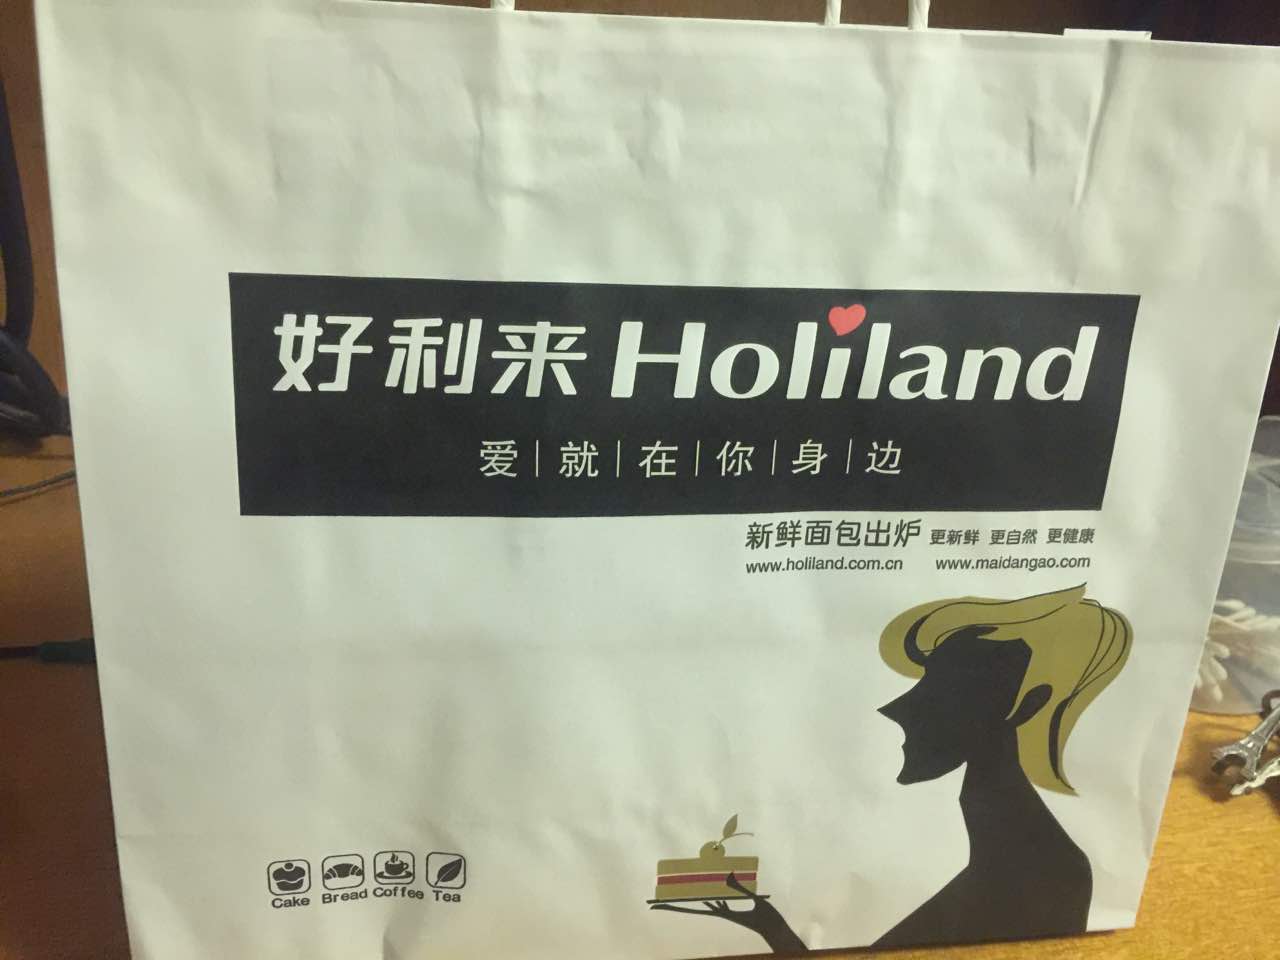 好利来 Holiland
爱|就|在|你|身|边
新鲜面包出炉 更新鲜 更自然 更健康
www.holiland.com.cn www.maidangao.com
Cake Bread Coffee Tea